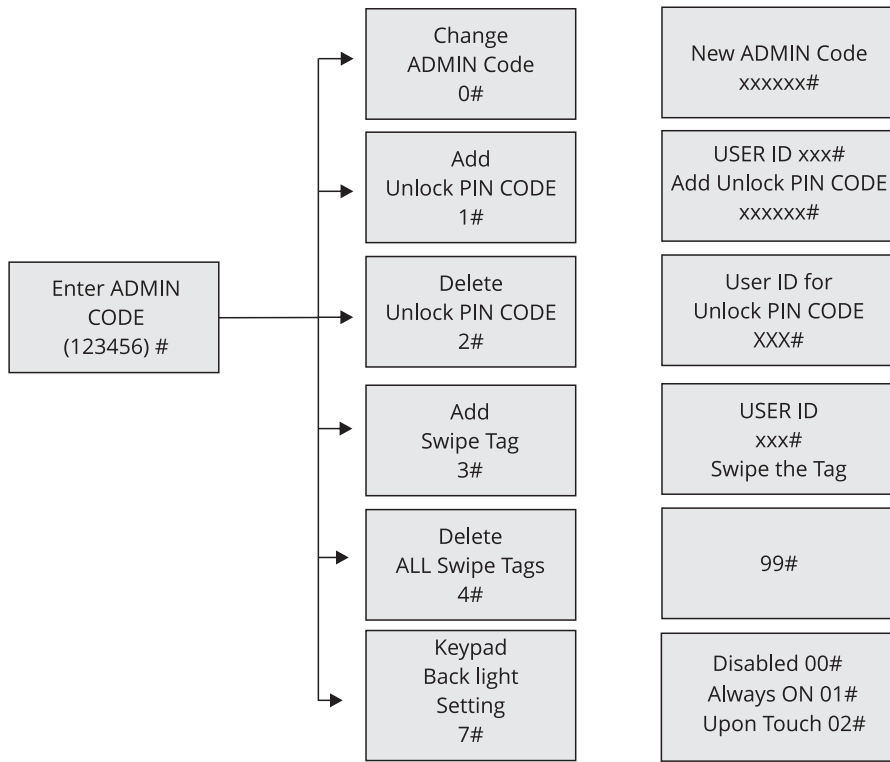 Enter ADMIN
CODE
(123456) #
Change
ADMIN Code
0#
New ADMIN Code
xxxxxx#
Add
Unlock PIN CODE
1#
USER ID xxx#
Add Unlock PIN CODE
xxxxxx#
Delete
Unlock PIN CODE
2#
User ID for
Unlock PIN CODE
XXX#
Add
Swipe Tag
3#
USER ID
xxx#
Swipe the Tag
Delete
ALL Swipe Tags
4#
99#
Keypad
Back light
Setting
7#
Disabled 00#
Always ON 01#
Upon Touch 02#